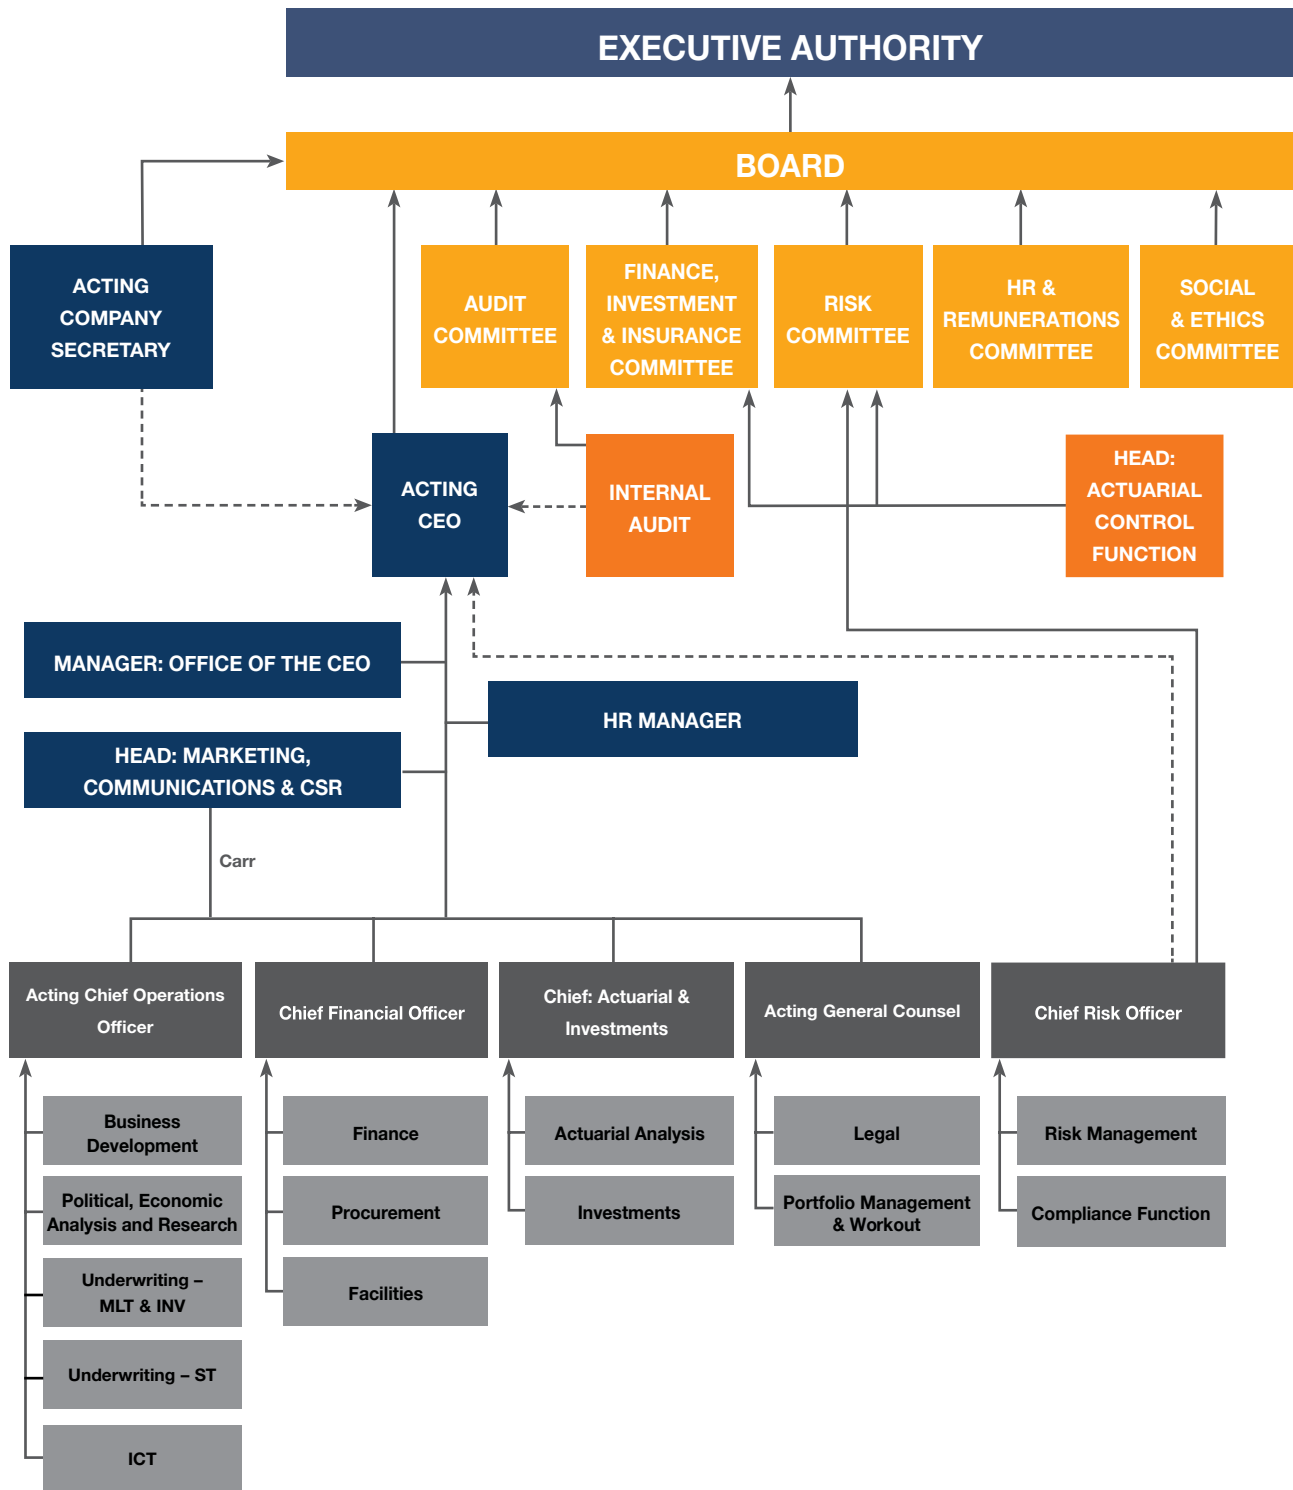 EXECUTIVE AUTHORITY
BOARD
ACTING
COMPANY
SECRETARY
AUDIT
COMMITTEE
FINANCE,
INVESTMENT
& INSURANCE
COMMITTEE
RISK
COMMITTEE
HR &
REMUNERATIONS
COMMITTEE
SOCIAL
& ETHICS
COMMITTEE
ACTING
CEO
INTERNAL
AUDIT
HEAD:
ACTUARIAL
CONTROL
FUNCTION
MANAGER: OFFICE OF THE CEO
HR MANAGER
HEAD: MARKETING,
COMMUNICATIONS & CSR
Carr
Acting Chief Operations
Officer
Chief Financial Officer
Chief: Actuarial &
Investments
Acting General Counsel
Chief Risk Officer
Business
Development
Political, Economic
Analysis and Research
Underwriting –
MLT & INV
Underwriting – ST
ICT
Finance
Procurement
Facilities
Actuarial Analysis
Investments
Legal
Portfolio Management
& Workout
Risk Management
Compliance Function